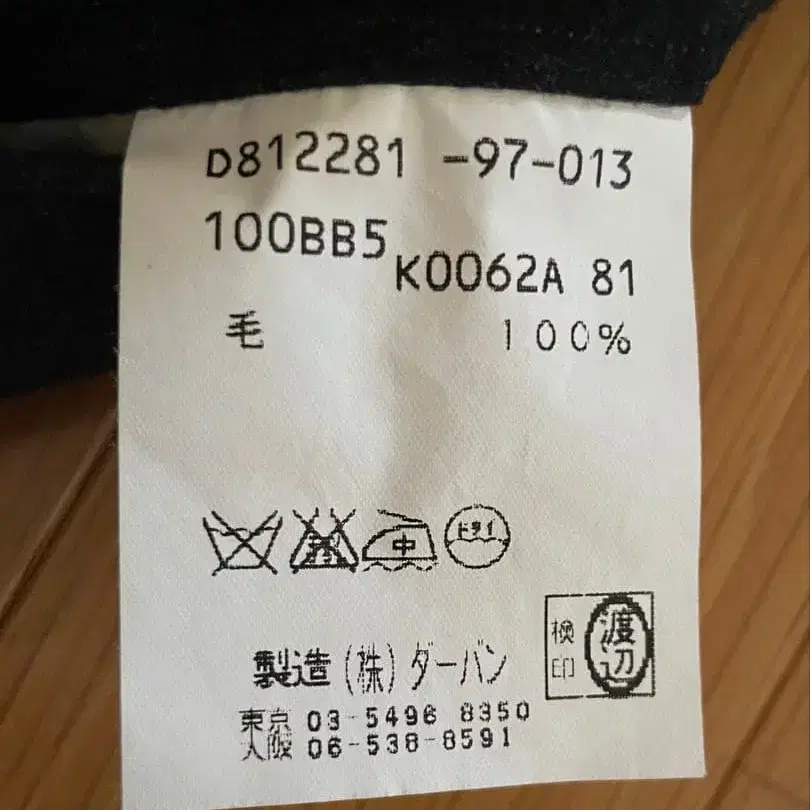 D812281 -97-013
100BB5
K0062A 81
毛 100%
中 ドライ
製造(株)ダーバン
検印 渡辺
東京 03-5496 8350
大阪 06-538-8591